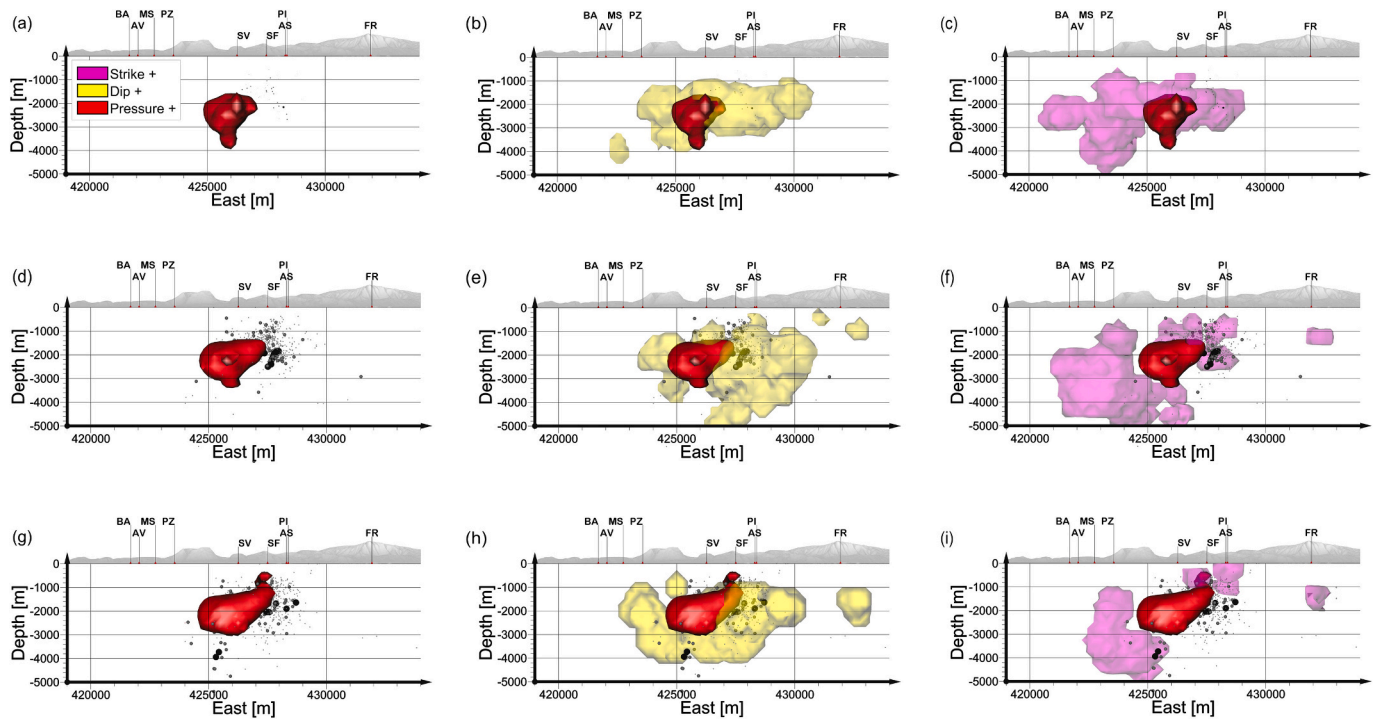 (a)
BA MS PZ PI
AV SV SF AS FR
0
Strike +
-1000
Dip +
Pressure +
-2000
-3000
-4000
-5000
Depth [m]
420000 425000 430000
East [m]
(b)
BA MS PZ PI
AV SV SF AS FR
0
-1000
-2000
-3000
-4000
-5000
Depth [m]
420000 425000 430000
East [m]
(c)
BA MS PZ PI
AV SV SF AS FR
0
-1000
-2000
-3000
-4000
-5000
Depth [m]
420000 425000 430000
East [m]
(d)
BA MS PZ PI
AV SV SF AS FR
0
-1000
-2000
-3000
-4000
-5000
Depth [m]
420000 425000 430000
East [m]
(e)
BA MS PZ PI
AV SV SF AS FR
0
-1000
-2000
-3000
-4000
-5000
Depth [m]
420000 425000 430000
East [m]
(f)
BA MS PZ PI
AV SV SF AS FR
0
-1000
-2000
-3000
-4000
-5000
Depth [m]
420000 425000 430000
East [m]
(g)
BA MS PZ PI
AV SV SF AS FR
0
-1000
-2000
-3000
-4000
-5000
Depth [m]
420000 425000 430000
East [m]
(h)
BA MS PZ PI
AV SV SF AS FR
0
-1000
-2000
-3000
-4000
-5000
Depth [m]
420000 425000 430000
East [m]
(i)
BA MS PZ PI
AV SV SF AS FR
0
-1000
-2000
-3000
-4000
-5000
Depth [m]
420000 425000 430000
East [m]